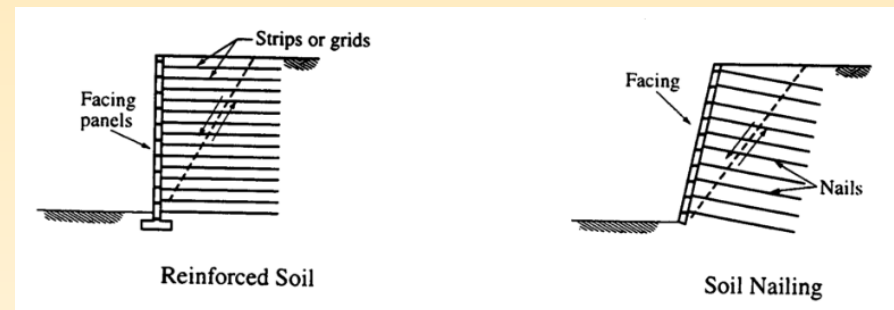 Strips or grids
Facing
panels
Reinforced Soil
Facing
Nails
Soil Nailing